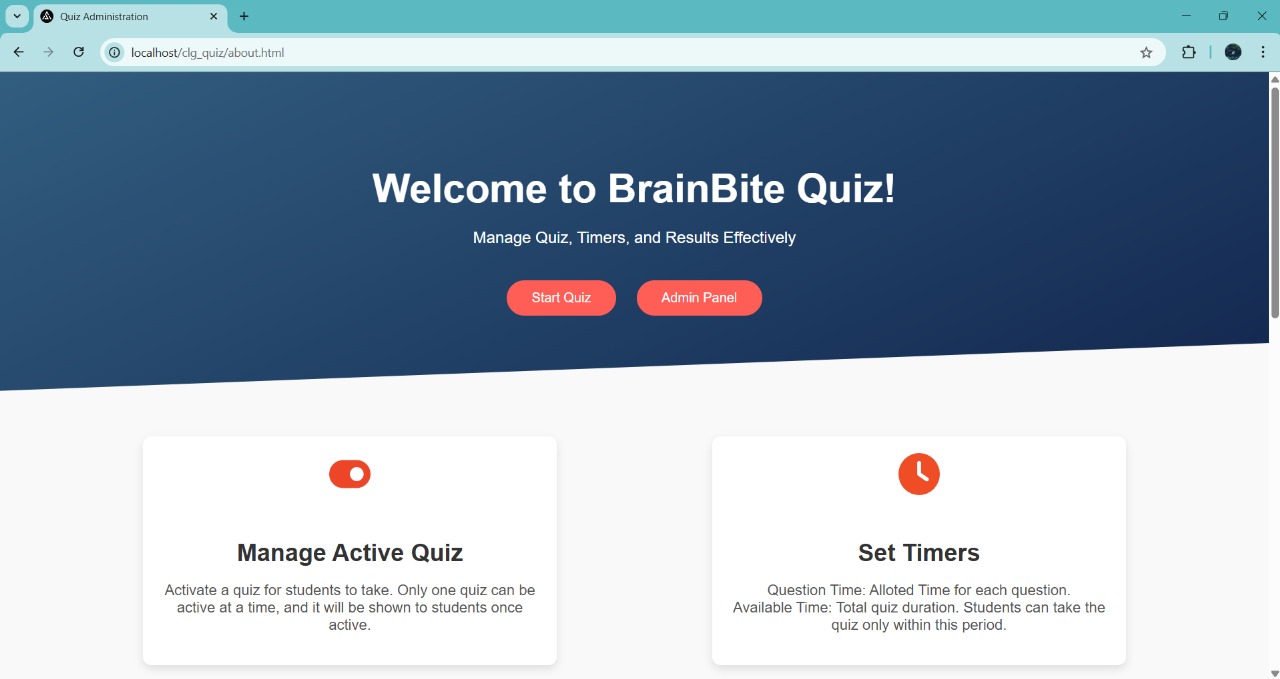 Quiz Administration
localhost/clg_quiz/about.html
Welcome to BrainBite Quiz!
Manage Quiz, Timers, and Results Effectively
Start Quiz
Admin Panel
Manage Active Quiz
Activate a quiz for students to take. Only one quiz can be
active at a time, and it will be shown to students once
active.
Set Timers
Question Time: Alloted Time for each question.
Available Time: Total quiz duration. Students can take the
quiz only within this period.